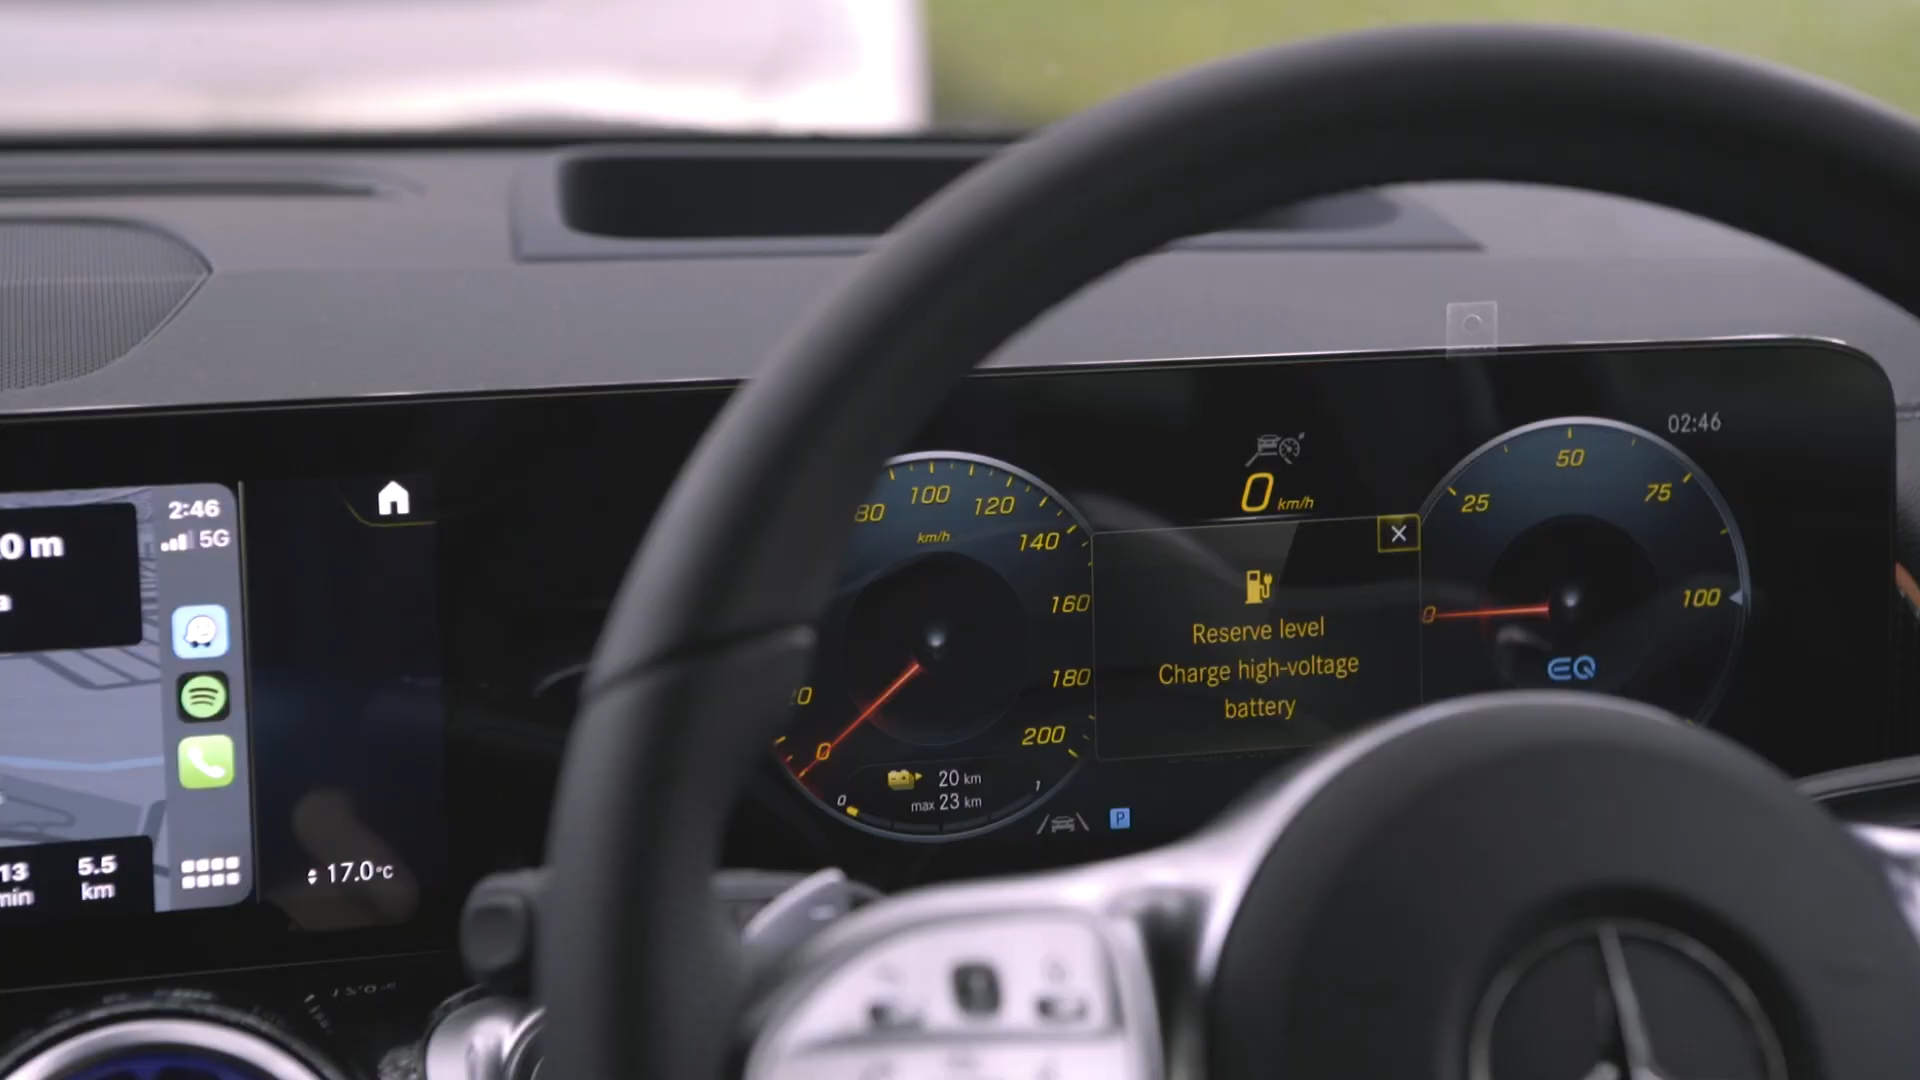 0 m
a
2:46
5G
13
min
5.5
km
17.0°C
80
100
120
140
160
180
200
km/h
0
20 km
max 23 km
0
1
0 km/h
Reserve level
Charge high-voltage
battery
P
02:46
0
25
50
75
100
EQ